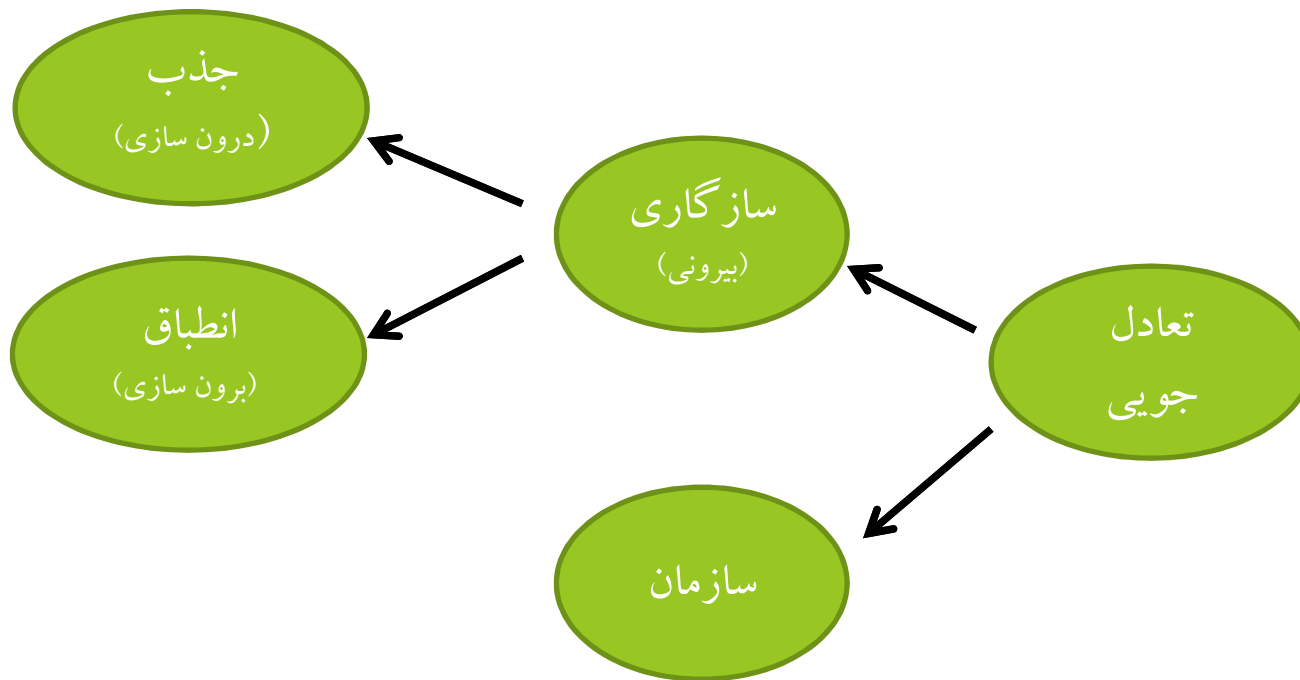 تعادل
جویی
سازگاری
(بیرونی)
جذب
(درون سازی)
انطباق
(برون سازی)
سازمان